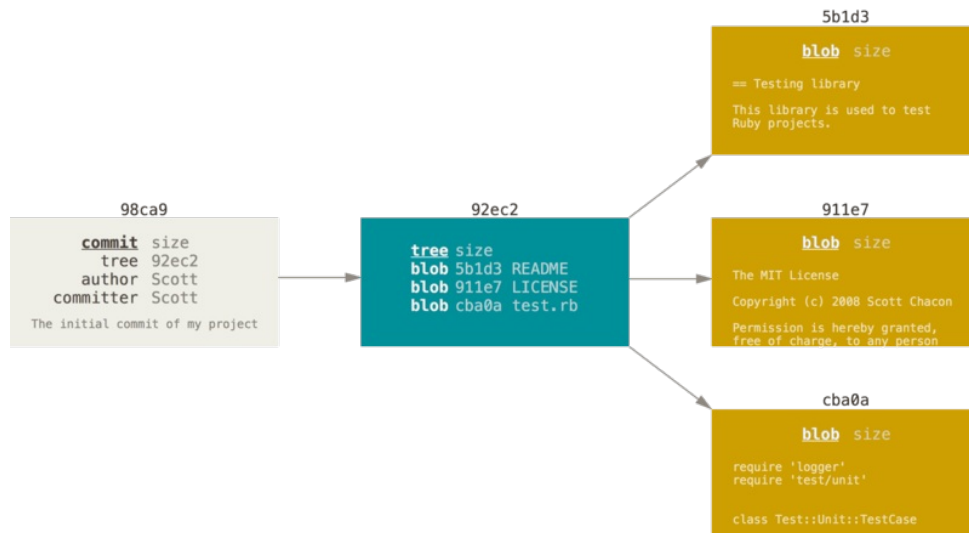 98ca9
commit size
tree 92ec2
author Scott
committer Scott
The initial commit of my project
92ec2
tree size
blob 5b1d3 README
blob 911e7 LICENSE
blob cba0a test.rb
5b1d3
blob size
== Testing library
This library is used to test
Ruby projects.
911e7
blob size
The MIT License
Copyright (c) 2008 Scott Chacon
Permission is hereby granted,
free of charge, to any person
cba0a
blob size
require 'logger'
require 'test/unit'
class Test::Unit::TestCase